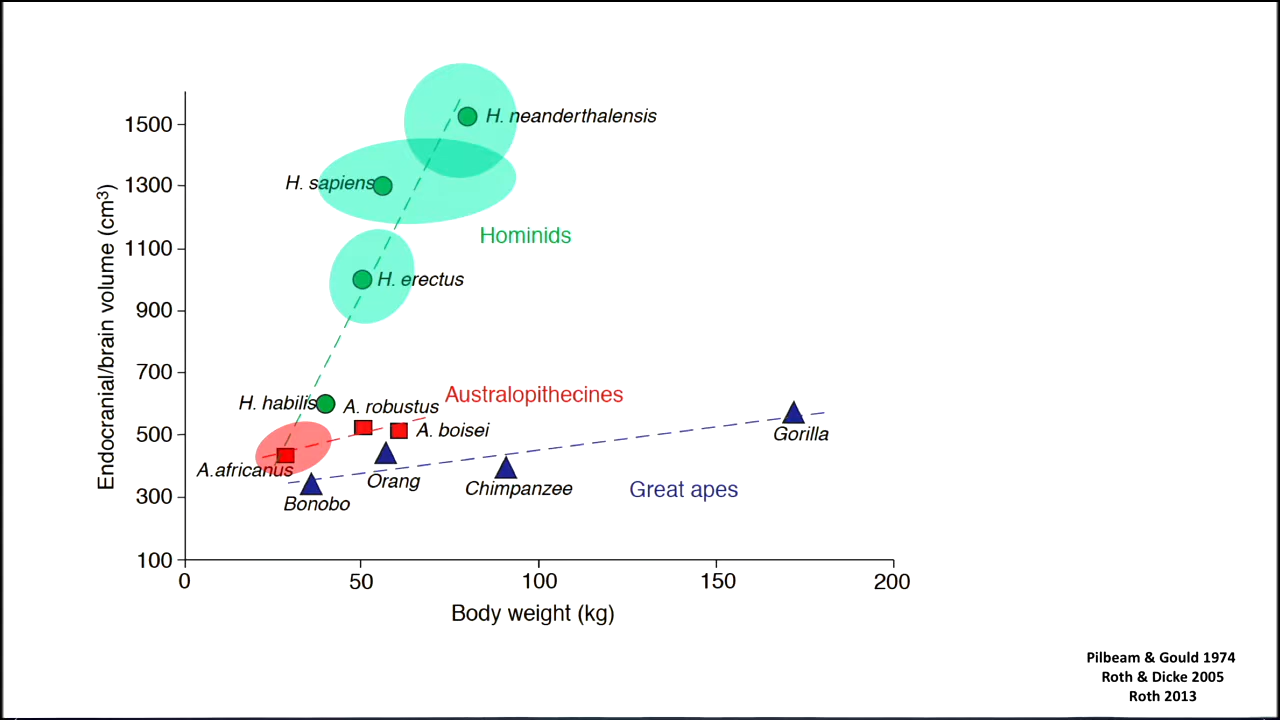 1500
1300
1100
900
700
500
300
100
0
50
100
150
200
Endocranial/brain volume (cm³)
Body weight (kg)
H. neanderthalensis
H. sapiens
Hominids
H. erectus
H. habilis
Australopithecines
A. robustus
A. boisei
A.africanus
Gorilla
Orang
Chimpanzee
Bonobo
Great apes
Pilbeam & Gould 1974
Roth & Dicke 2005
Roth 2013